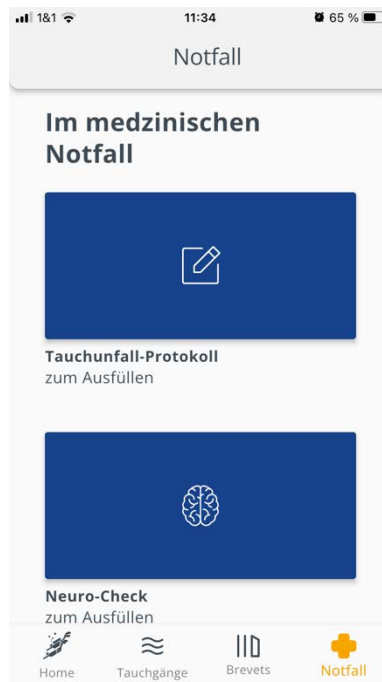 1&1 11:34 65 %
Notfall
Im medzinischen
Notfall
Tauchunfall-Protokoll
zum Ausfüllen
Neuro-Check
zum Ausfüllen
Home Tauchgänge Brevets Notfall